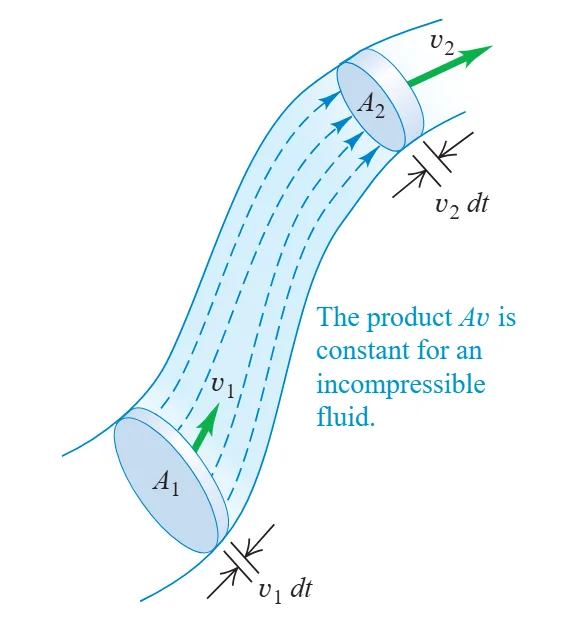 v₂
A₂
v₂ dt
The product Av is
constant for an
incompressible
fluid.
v₁
A₁
v₁ dt